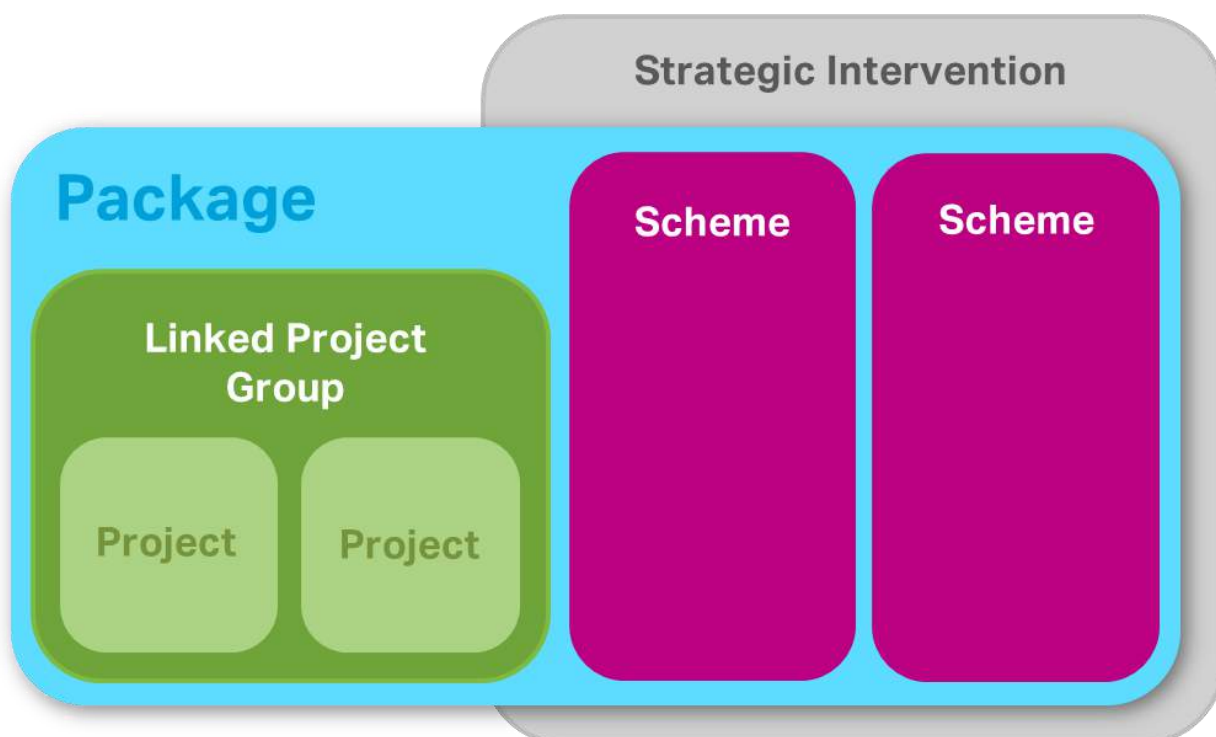 Strategic Intervention
Package
Scheme
Scheme
Linked Project
Group
Project
Project